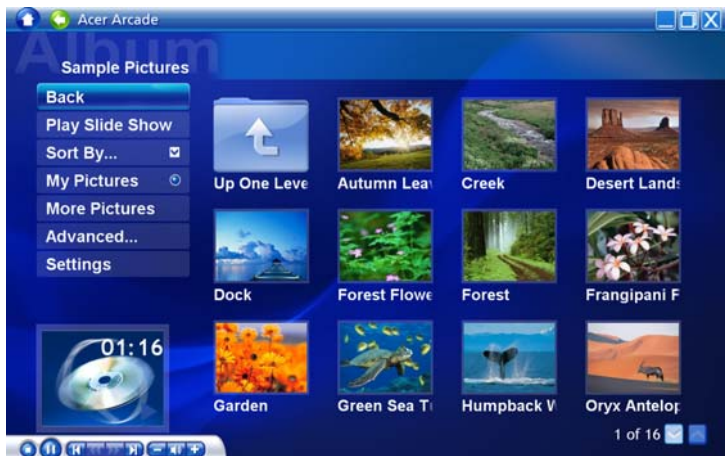 Acer Arcade
Album
Sample Pictures
Back
Play Slide Show
Sort By...
My Pictures
More Pictures
Advanced...
Settings
Up One Leve
Autumn Leav
Creek
Desert Lands
Dock
Forest Flowe
Forest
Frangipani F
Garden
Green Sea T
Humpback W
Oryx Antelop
01:16
1 of 16